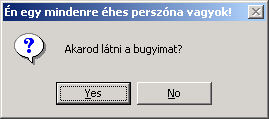 Én egy mindenre éhes perszóna vagyok!
Akarod látni a bugyimat?
Yes
No